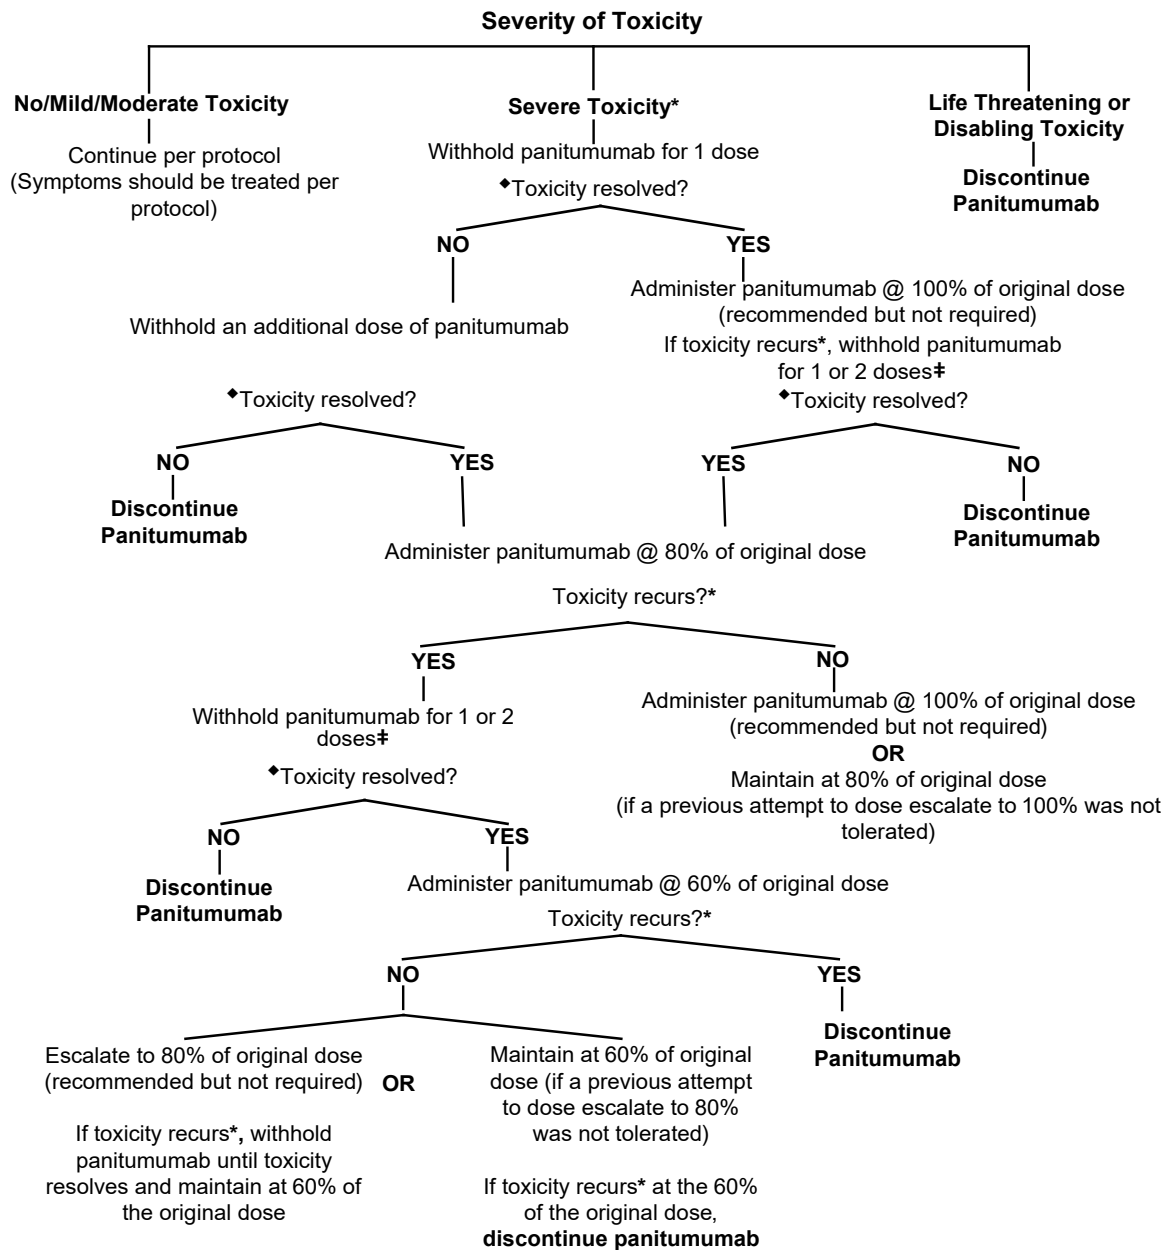 Severity of Toxicity
No/Mild/Moderate Toxicity
Continue per protocol
(Symptoms should be treated per
protocol)
Severe Toxicity*
Withhold panitumumab for 1 dose
◆Toxicity resolved?
Life Threatening or
Disabling Toxicity
Discontinue
Panitumumab
NO
YES
Withhold an additional dose of panitumumab
Administer panitumumab @ 100% of original dose
(recommended but not required)
If toxicity recurs*, withhold panitumumab
for 1 or 2 doses‡
◆Toxicity resolved?
◆Toxicity resolved?
NO
YES
YES
NO
Discontinue
Panitumumab
Discontinue
Panitumumab
Administer panitumumab @ 80% of original dose
Toxicity recurs?*
YES
NO
Withhold panitumumab for 1 or 2
doses‡
◆Toxicity resolved?
Administer panitumumab @ 100% of original dose
(recommended but not required)
OR
Maintain at 80% of original dose
(if a previous attempt to dose escalate to 100% was not
tolerated)
NO
YES
Discontinue
Panitumumab
Administer panitumumab @ 60% of original dose
Toxicity recurs?*
NO
YES
Discontinue
Panitumumab
Escalate to 80% of original dose
(recommended but not required)
OR
If toxicity recurs*, withhold
panitumumab until toxicity
resolves and maintain at 60% of
the original dose
Maintain at 60% of original
dose (if a previous attempt
to dose escalate to 80%
was not tolerated)
If toxicity recurs* at the 60%
of the original dose,
discontinue panitumumab